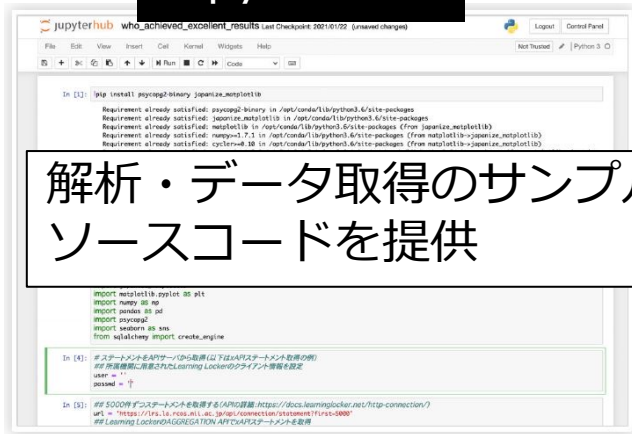 jupyterhub who_achieved_excellent_results Last Checkpoint: 2021/01/22 (unsaved changes)
Logout Control Panel
File Edit View Insert Cell Kernel Widgets Help
Not Trusted Python 3
Run Code
In [1]: !pip install psycopg2-binary japanize_matplotlib
Requirement already satisfied: psycopg2-binary in /opt/conda/lib/python3.6/site-packages
Requirement already satisfied: japanize_matplotlib in /opt/conda/lib/python3.6/site-packages
Requirement already satisfied: matplotlib in /opt/conda/lib/python3.6/site-packages (from japanize_matplotlib)
Requirement already satisfied: numpy>=1.7.1 in /opt/conda/lib/python3.6/site-packages (from matplotlib->japanize_matplotlib)
Requirement already satisfied: cycler>=0.10 in /opt/conda/lib/python3.6/site-packages (from matplotlib->japanize_matplotlib)
解析・データ取得のサンプル
ソースコードを提供
import matplotlib.pyplot as plt
import numpy as np
import pandas as pd
import psycopg2
import seaborn as sns
from sqlalchemy import create_engine
In [4]: # ステートメントをAPIサーバから取得(以下はxAPIステートメント取得の例)
## 所属機関に用意されたLearning Lockerのクライアント情報を設定
user = ''
passwd = ''
In [5]: ## 5000件ずつステートメントを取得する(APIの詳細:https://docs.learninglocker.net/http-connection/)
url = "https://lrs.la.rcos.nii.ac.jp/api/connection/statement?first=5000"
## Learning LockerのAGGREGATION APIでxAPIステートメントを取得